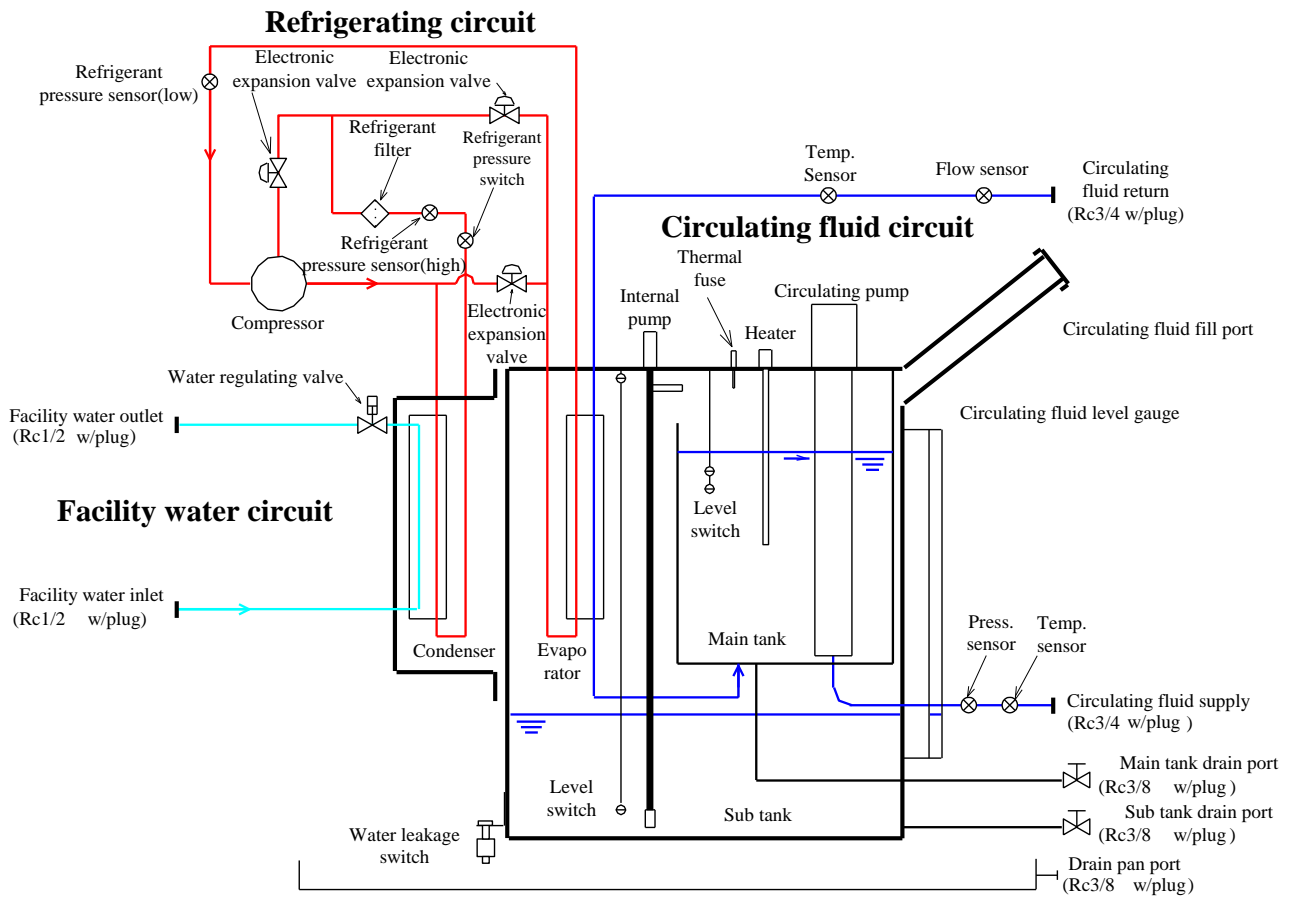 Refrigerating circuit
Refrigerant
pressure sensor(low)
Electronic
expansion valve
Electronic
expansion valve
Refrigerant
filter
Refrigerant
pressure
switch
Refrigerant
pressure sensor(high)
Compressor
Electronic
expansion
valve
Temp.
Sensor
Flow sensor
Circulating
fluid return
(Rc3/4 w/plug)
Circulating fluid circuit
Thermal
fuse
Internal
pump
Circulating pump
Heater
Circulating fluid fill port
Water regulating valve
Facility water outlet
(Rc1/2 w/plug)
Circulating fluid level gauge
Facility water circuit
Level
switch
Facility water inlet
(Rc1/2 w/plug)
Condenser
Evapo
rator
Main tank
Press.
sensor
Temp.
sensor
Circulating fluid supply
(Rc3/4 w/plug )
Level
switch
Sub tank
Main tank drain port
(Rc3/8 w/plug)
Sub tank drain port
(Rc3/8 w/plug)
Water leakage
switch
Drain pan port
(Rc3/8 w/plug)